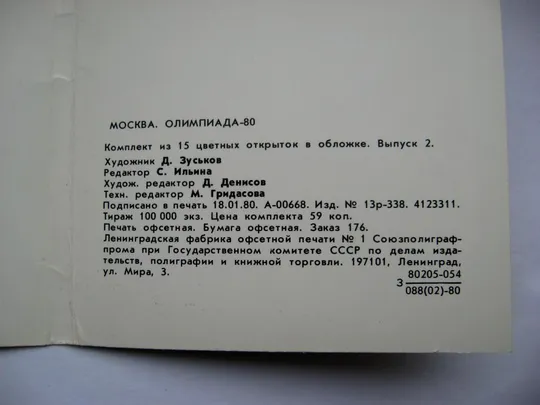 МОСКВА. ОЛИМПИАДА-80
Комплект из 15 цветных открыток в обложке. Выпуск 2.
Художник Д. Зуськов
Редактор С. Ильина
Худож. редактор Д. Денисов
Техн. редактор М. Гридасова
Подписано в печать 18.01.80. А-00668. Изд. № 13р-338. 4123311.
Тираж 100 000 экз. Цена комплекта 59 коп.
Печать офсетная. Бумага офсетная. Заказ 176.
Ленинградская фабрика офсетной печати № 1 Союзполиграф-
прома при Государственном комитете СССР по делам изда-
тельств, полиграфии и книжной торговли. 197101, Ленинград,
ул. Мира, 3.
80205-054
З
088(02)-80